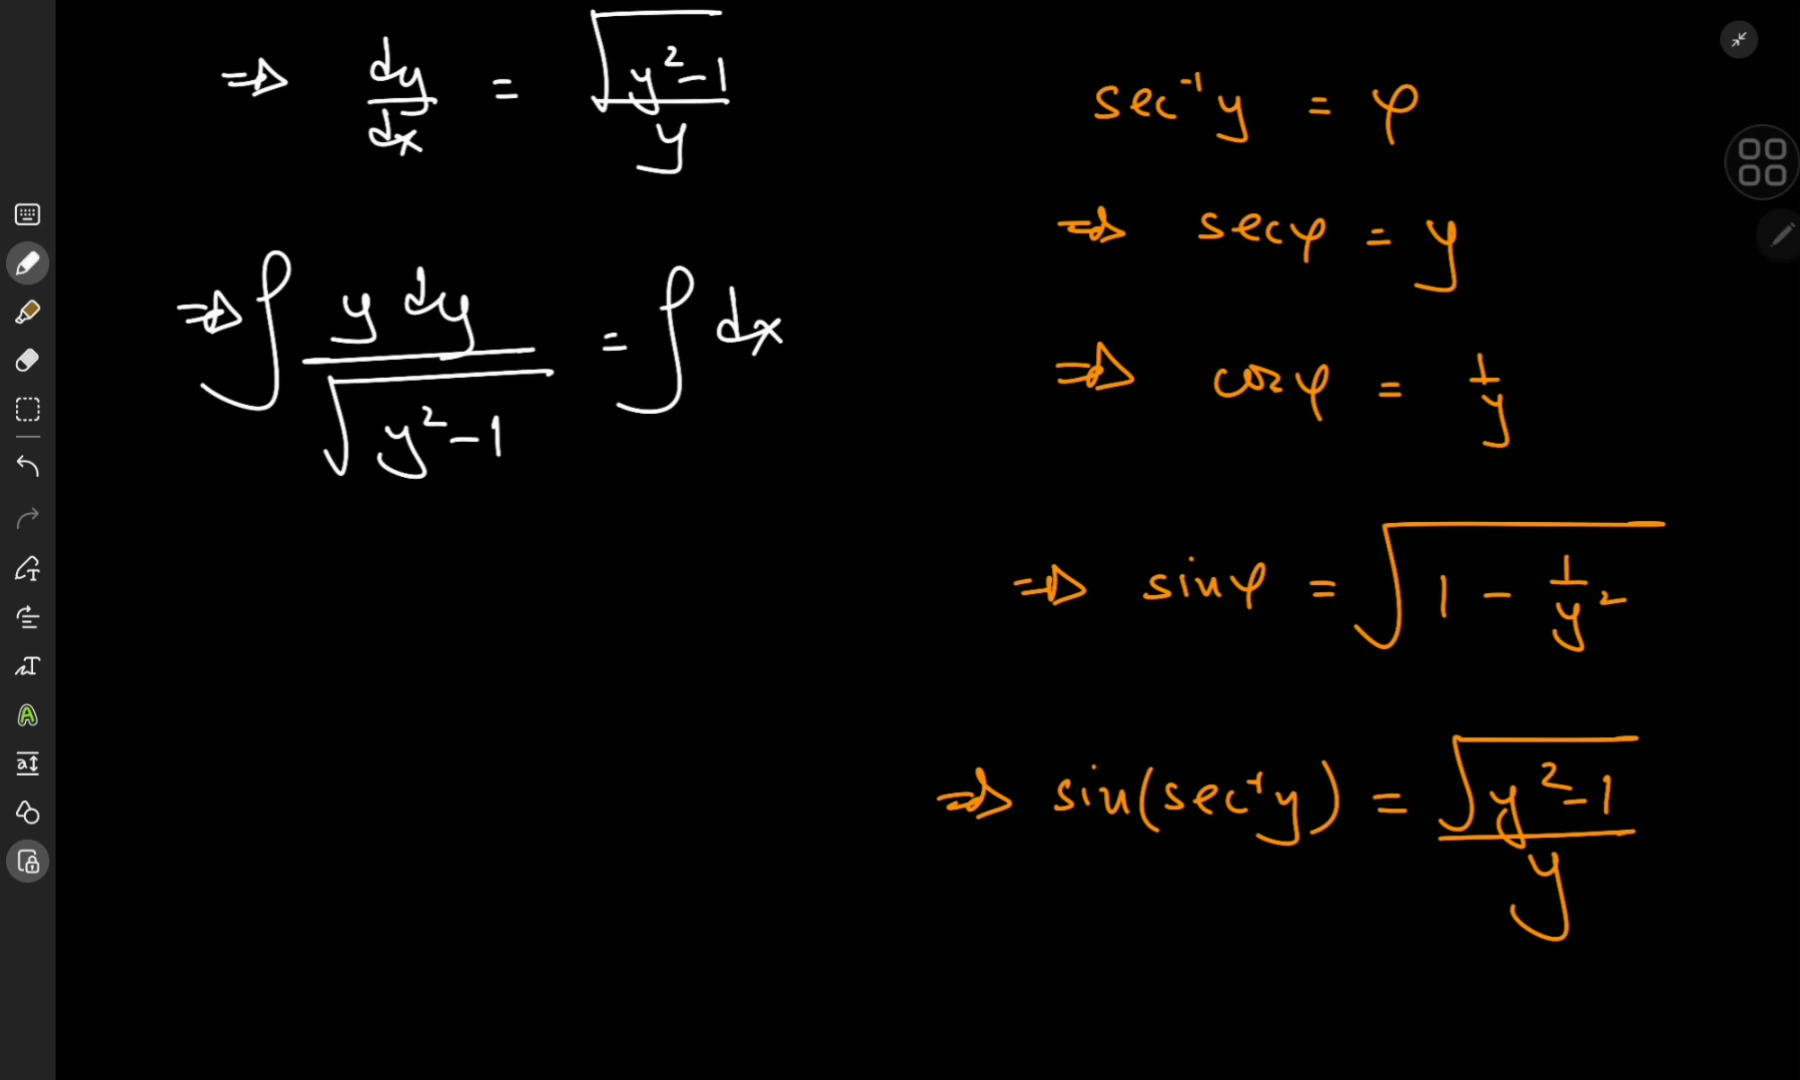 ⇒ dy/dx = √(y²-1)/y
⇒ ∫ y dy/√(y²-1) = ∫ dx
sec⁻¹y = φ
⇒ secφ = y
⇒ cosφ = 1/y
⇒ sinφ = √(1 - 1/y²)
⇒ sin(sec⁻¹y) = √(y²-1)/y